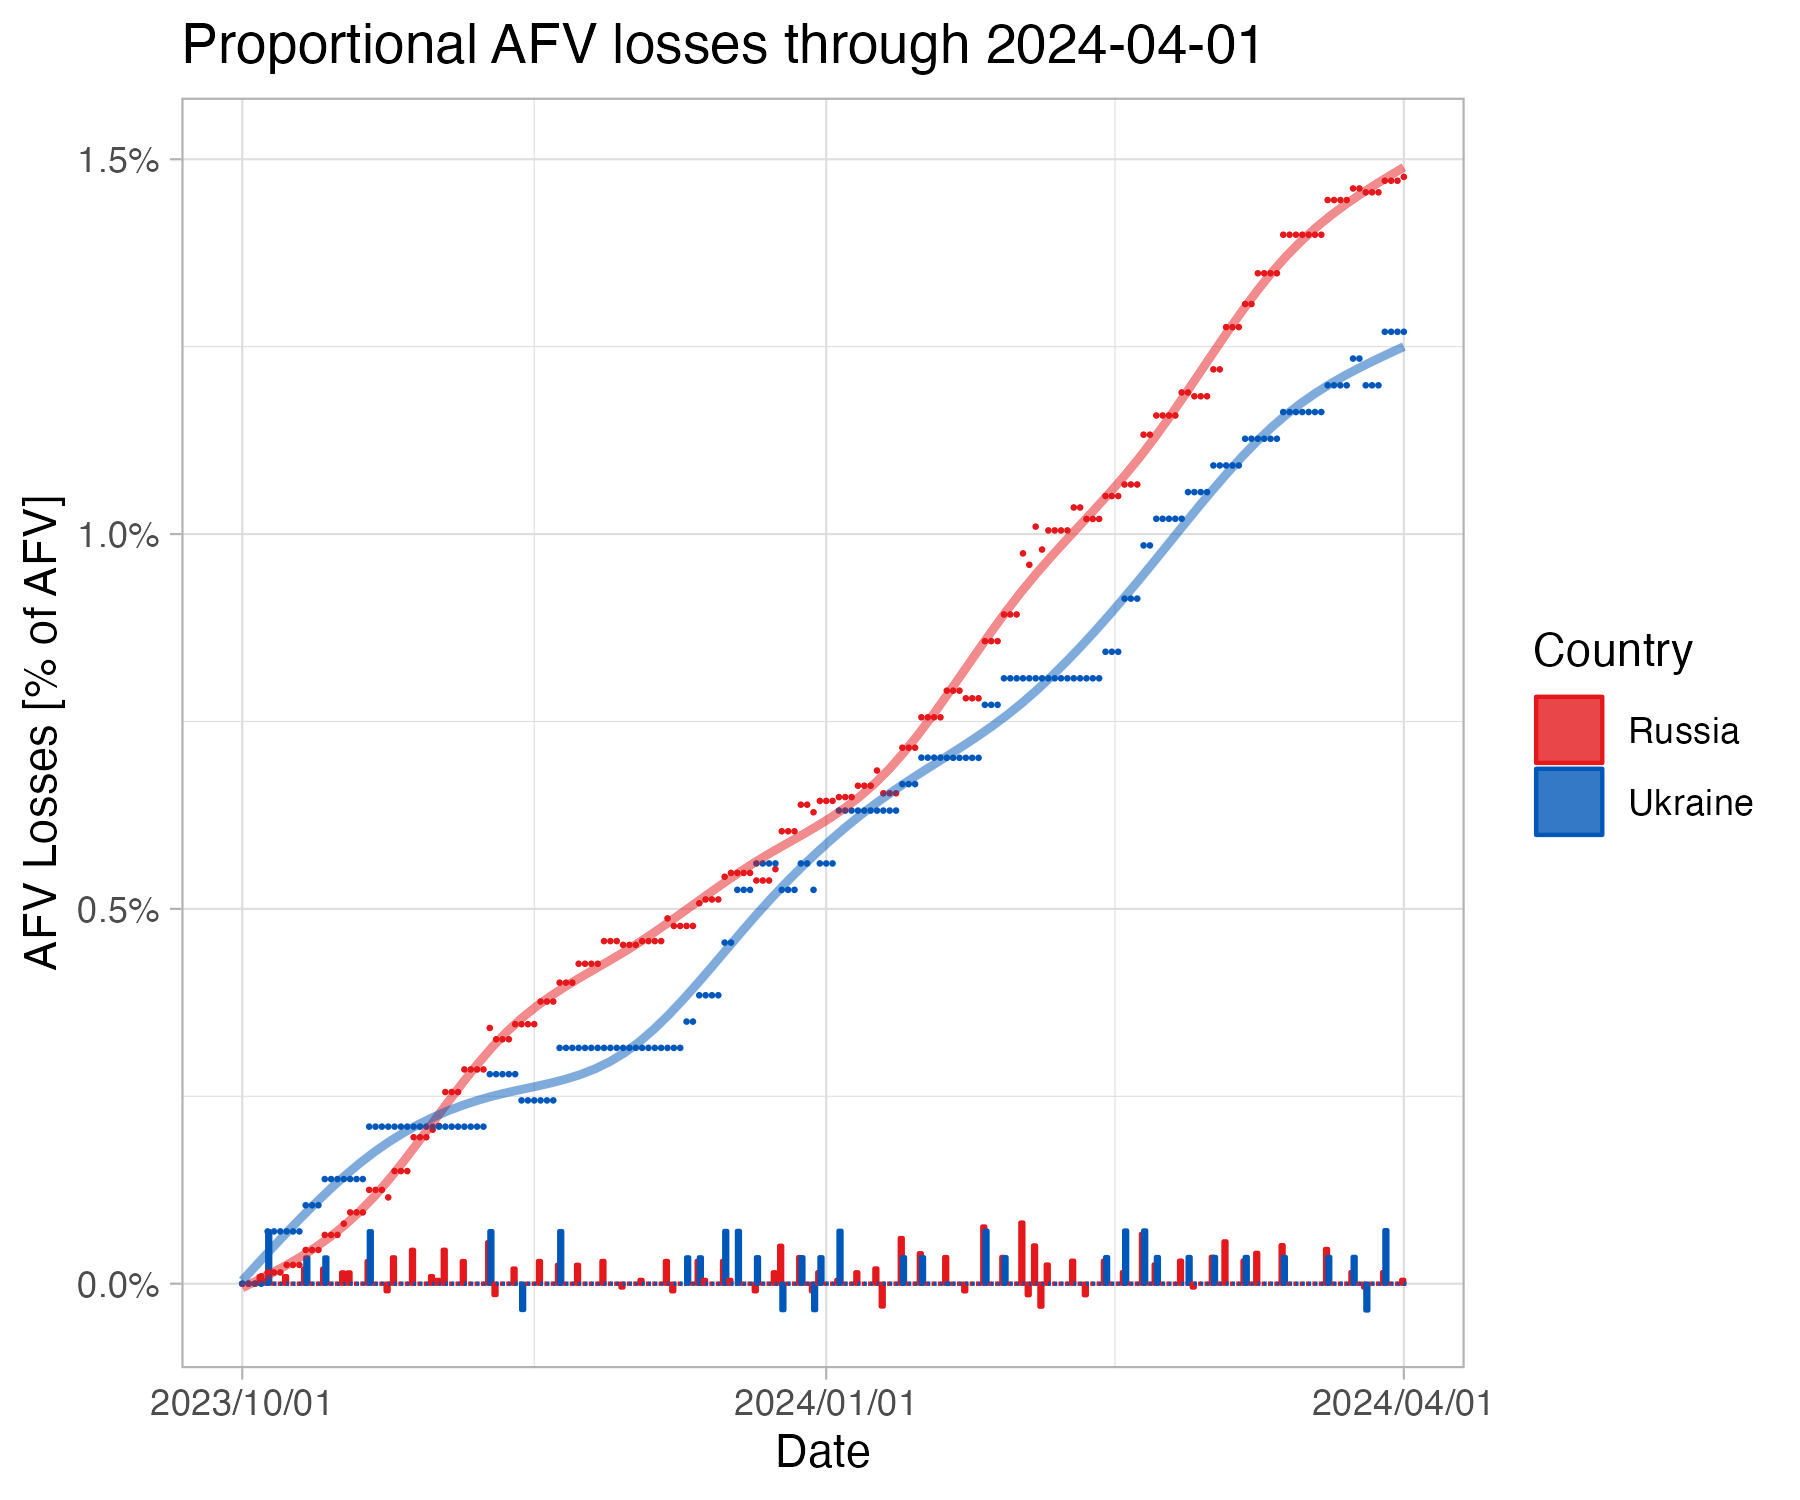 Proportional AFV losses through 2024-04-01
AFV Losses [% of AFV]
1.5%
1.0%
0.5%
0.0%
2023/10/01
2024/01/01
2024/04/01
Date
Country
Russia
Ukraine